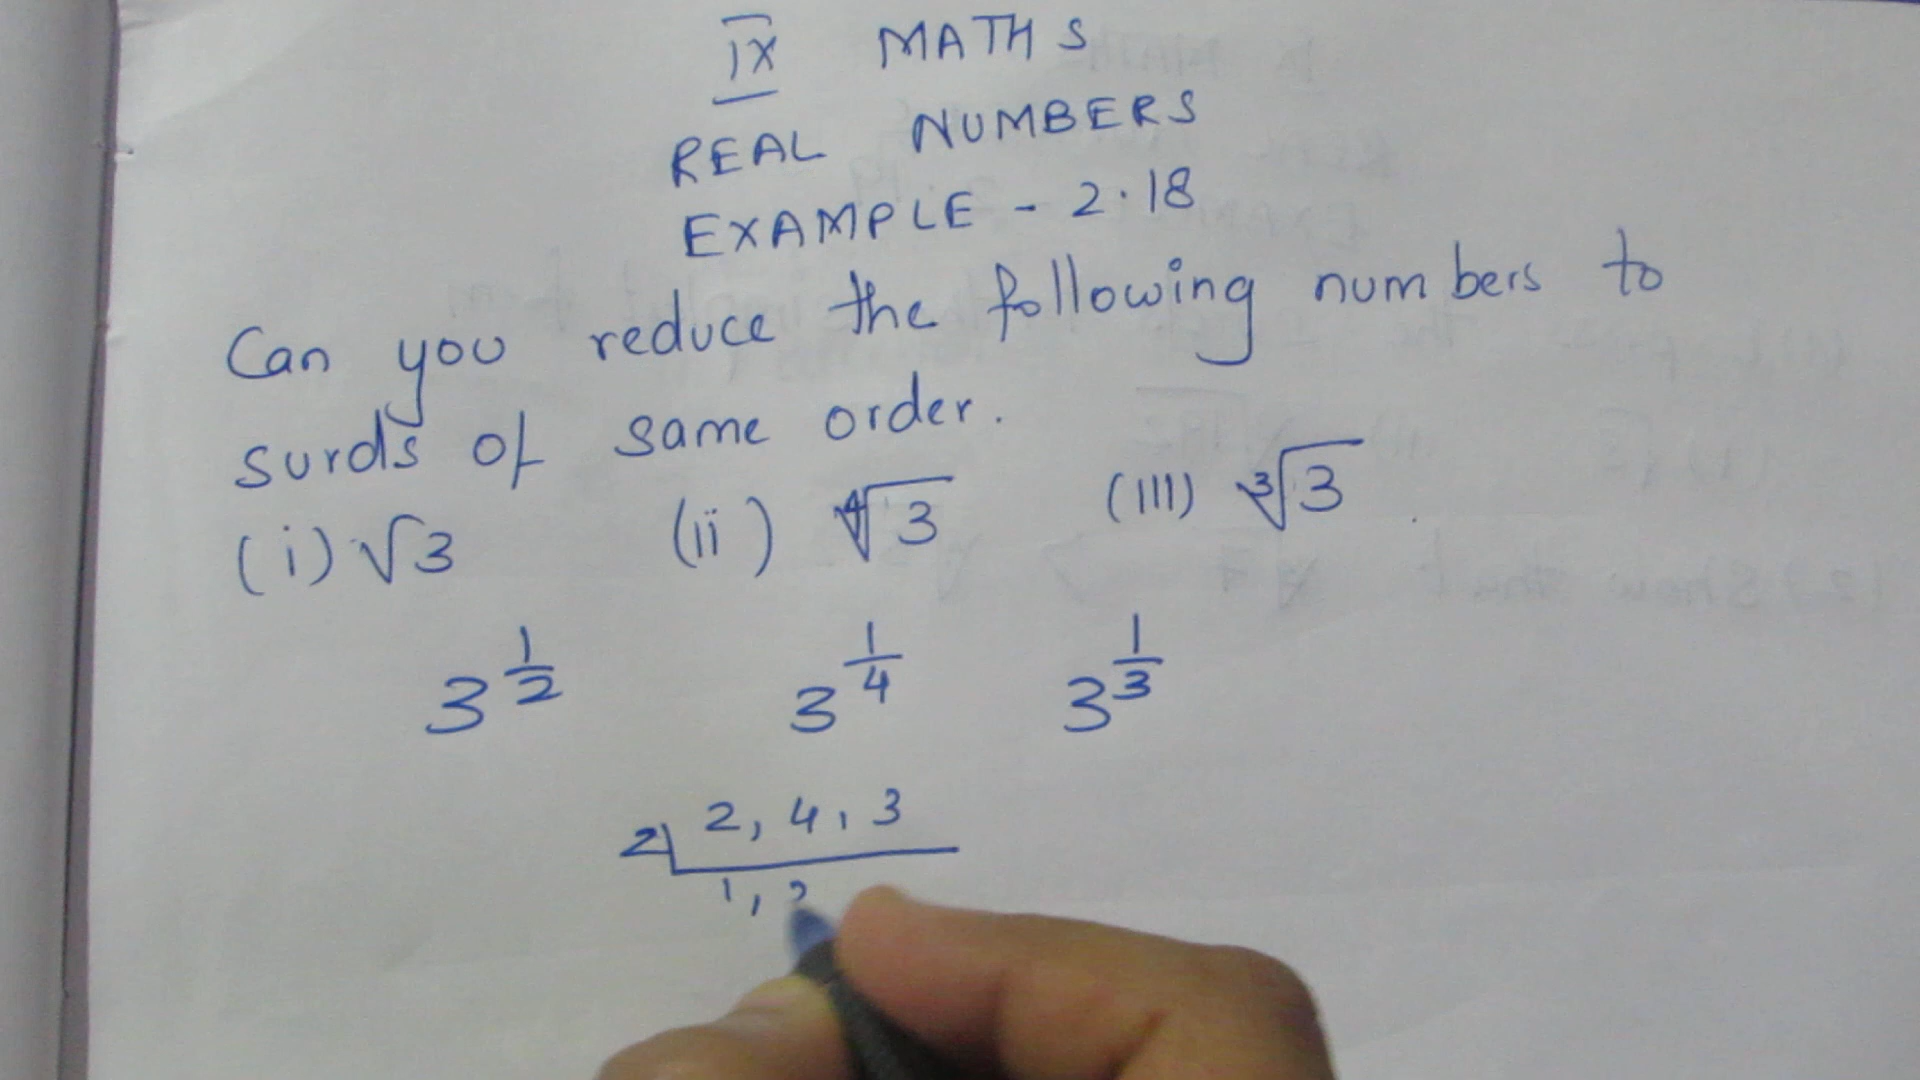 IX MATHS
REAL NUMBERS
EXAMPLE - 2.18
Can you reduce the following numbers to
surds of same order.
(i) √3 (ii) ∜3 (III) ∛3
3^(1/2) 3^(1/4) 3^(1/3)
2 | 2, 4, 3
1, 2